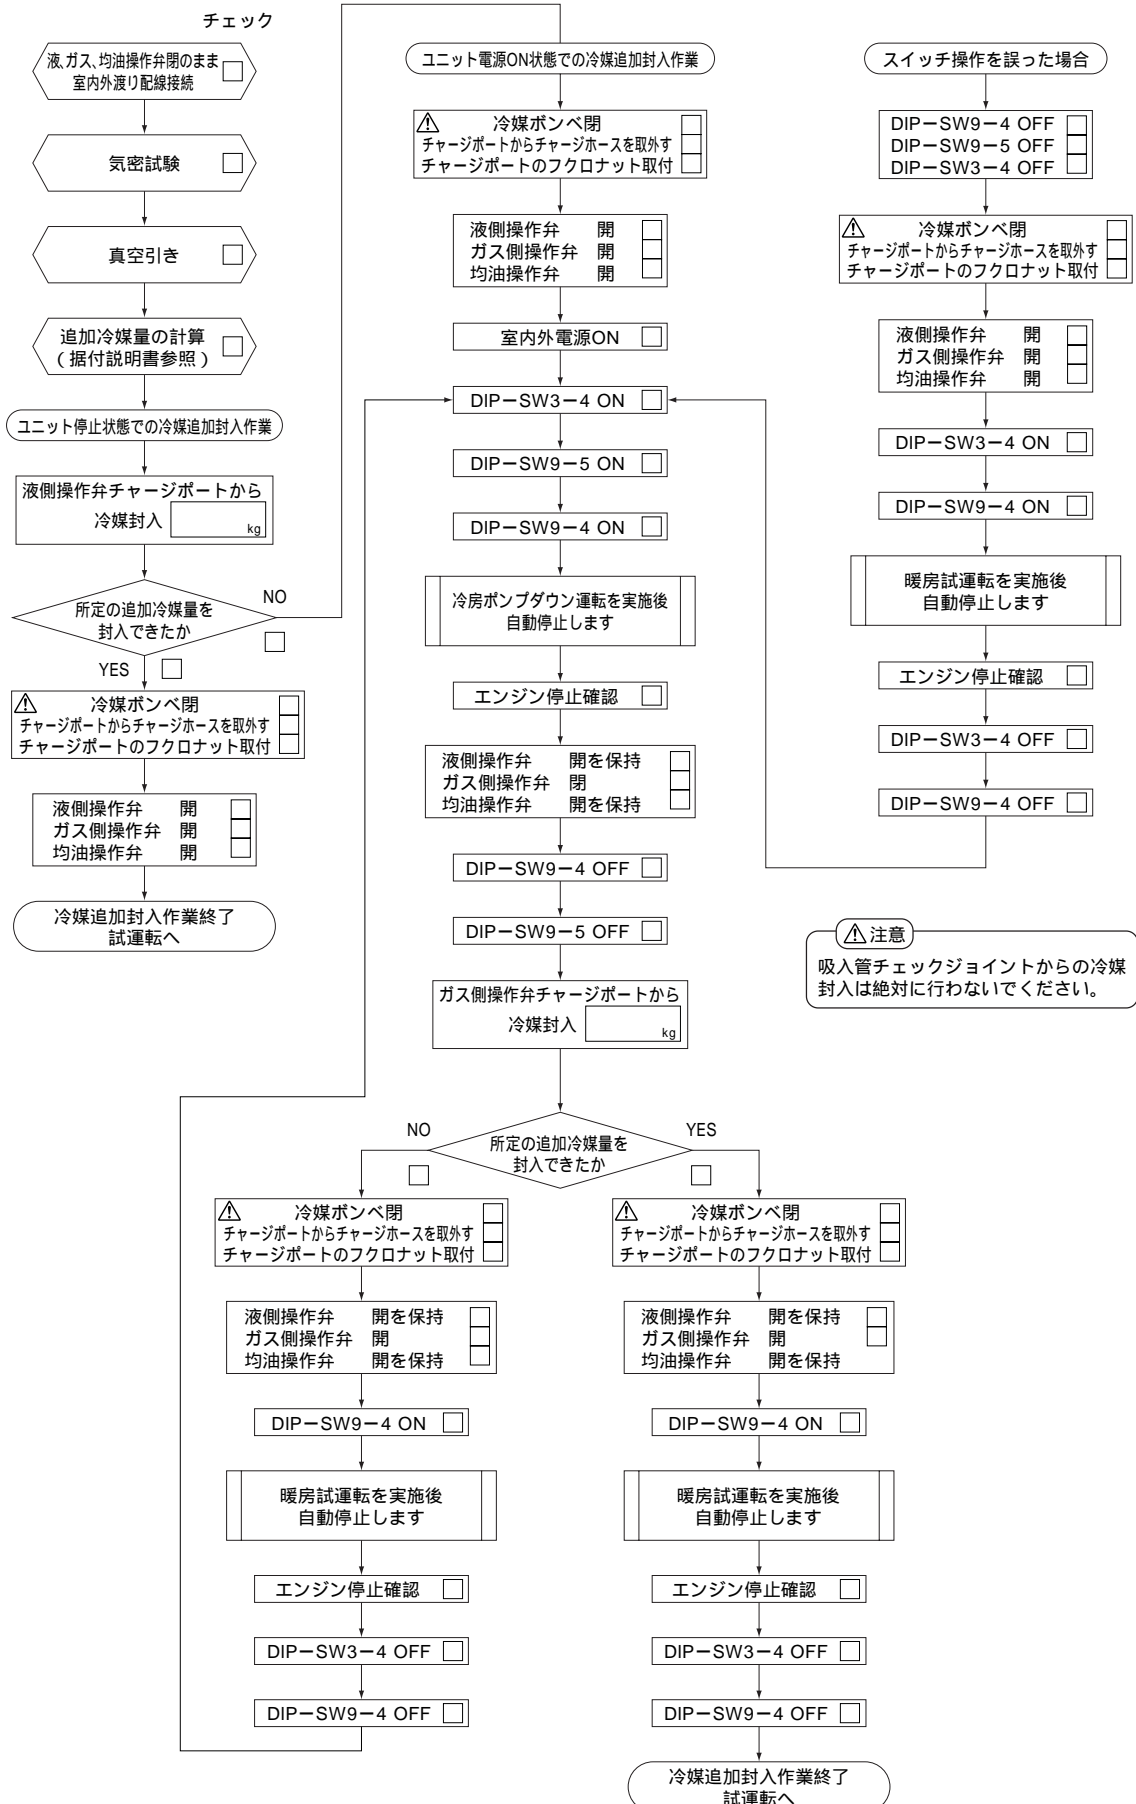 チェック
液、ガス、均油操作弁閉のまま
室内外渡り配線接続
気密試験
真空引き
追加冷媒量の計算
(据付説明書参照)
ユニット停止状態での冷媒追加封入作業
液側操作弁チャージポートから
冷媒封入
kg
所定の追加冷媒量を
封入できたか
NO
YES
⚠ 冷媒ボンベ閉
チャージポートからチャージホースを取外す
チャージポートのフクロナット取付
液側操作弁 開
ガス側操作弁 開
均油操作弁 開
冷媒追加封入作業終了
試運転へ
ユニット電源ON状態での冷媒追加封入作業
⚠ 冷媒ボンベ閉
チャージポートからチャージホースを取外す
チャージポートのフクロナット取付
液側操作弁 開
ガス側操作弁 開
均油操作弁 開
室内外電源ON
DIP-SW3-4 ON
DIP-SW9-5 ON
DIP-SW9-4 ON
冷房ポンプダウン運転を実施後
自動停止します
エンジン停止確認
液側操作弁 開を保持
ガス側操作弁 閉
均油操作弁 開を保持
DIP-SW9-4 OFF
DIP-SW9-5 OFF
ガス側操作弁チャージポートから
冷媒封入
kg
所定の追加冷媒量を
封入できたか
NO
YES
⚠ 冷媒ボンベ閉
チャージポートからチャージホースを取外す
チャージポートのフクロナット取付
液側操作弁 開を保持
ガス側操作弁 開
均油操作弁 開を保持
DIP-SW9-4 ON
暖房試運転を実施後
自動停止します
エンジン停止確認
DIP-SW3-4 OFF
DIP-SW9-4 OFF
⚠ 冷媒ボンベ閉
チャージポートからチャージホースを取外す
チャージポートのフクロナット取付
液側操作弁 開を保持
ガス側操作弁 開
均油操作弁 開を保持
DIP-SW9-4 ON
暖房試運転を実施後
自動停止します
エンジン停止確認
DIP-SW3-4 OFF
DIP-SW9-4 OFF
冷媒追加封入作業終了
試運転へ
スイッチ操作を誤った場合
DIP-SW9-4 OFF
DIP-SW9-5 OFF
DIP-SW3-4 OFF
⚠ 冷媒ボンベ閉
チャージポートからチャージホースを取外す
チャージポートのフクロナット取付
液側操作弁 開
ガス側操作弁 開
均油操作弁 開
DIP-SW3-4 ON
DIP-SW9-4 ON
暖房試運転を実施後
自動停止します
エンジン停止確認
DIP-SW3-4 OFF
DIP-SW9-4 OFF
⚠注意
吸入管チェックジョイントからの冷媒
封入は絶対に行わないでください。